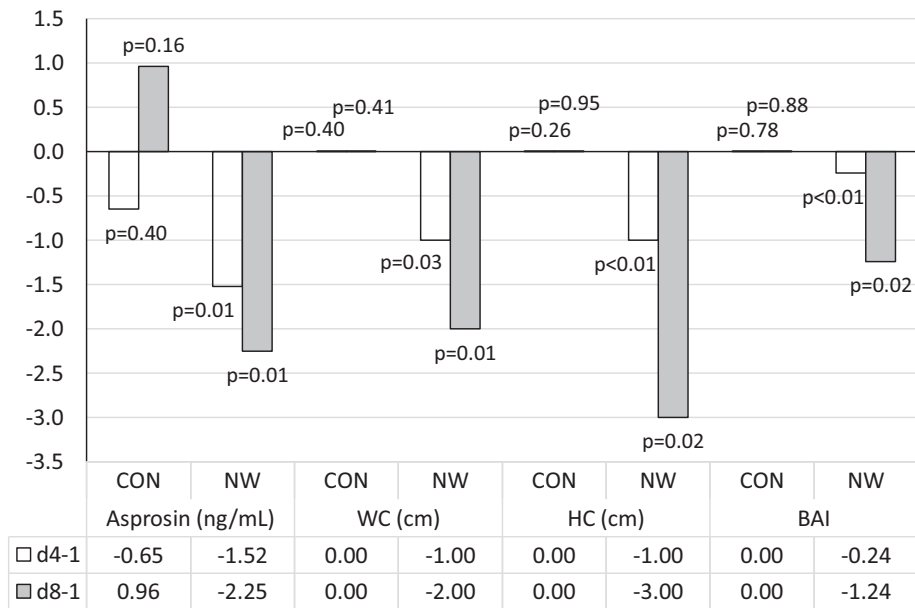 1.5
1.0
0.5
0.0
-0.5
-1.0
-1.5
-2.0
-2.5
-3.0
-3.5
p=0.16
p=0.40
p=0.01
p=0.01
p=0.41
p=0.40
p=0.03
p=0.01
p=0.95
p=0.26
p<0.01
p=0.02
p=0.88
p=0.78
p<0.01
p=0.02
CON NW CON NW CON NW CON NW
Asprosin (ng/mL) WC (cm) HC (cm) BAI
d4-1 -0.65 -1.52 0.00 -1.00 0.00 -1.00 0.00 -0.24
d8-1 0.96 -2.25 0.00 -2.00 0.00 -3.00 0.00 -1.24